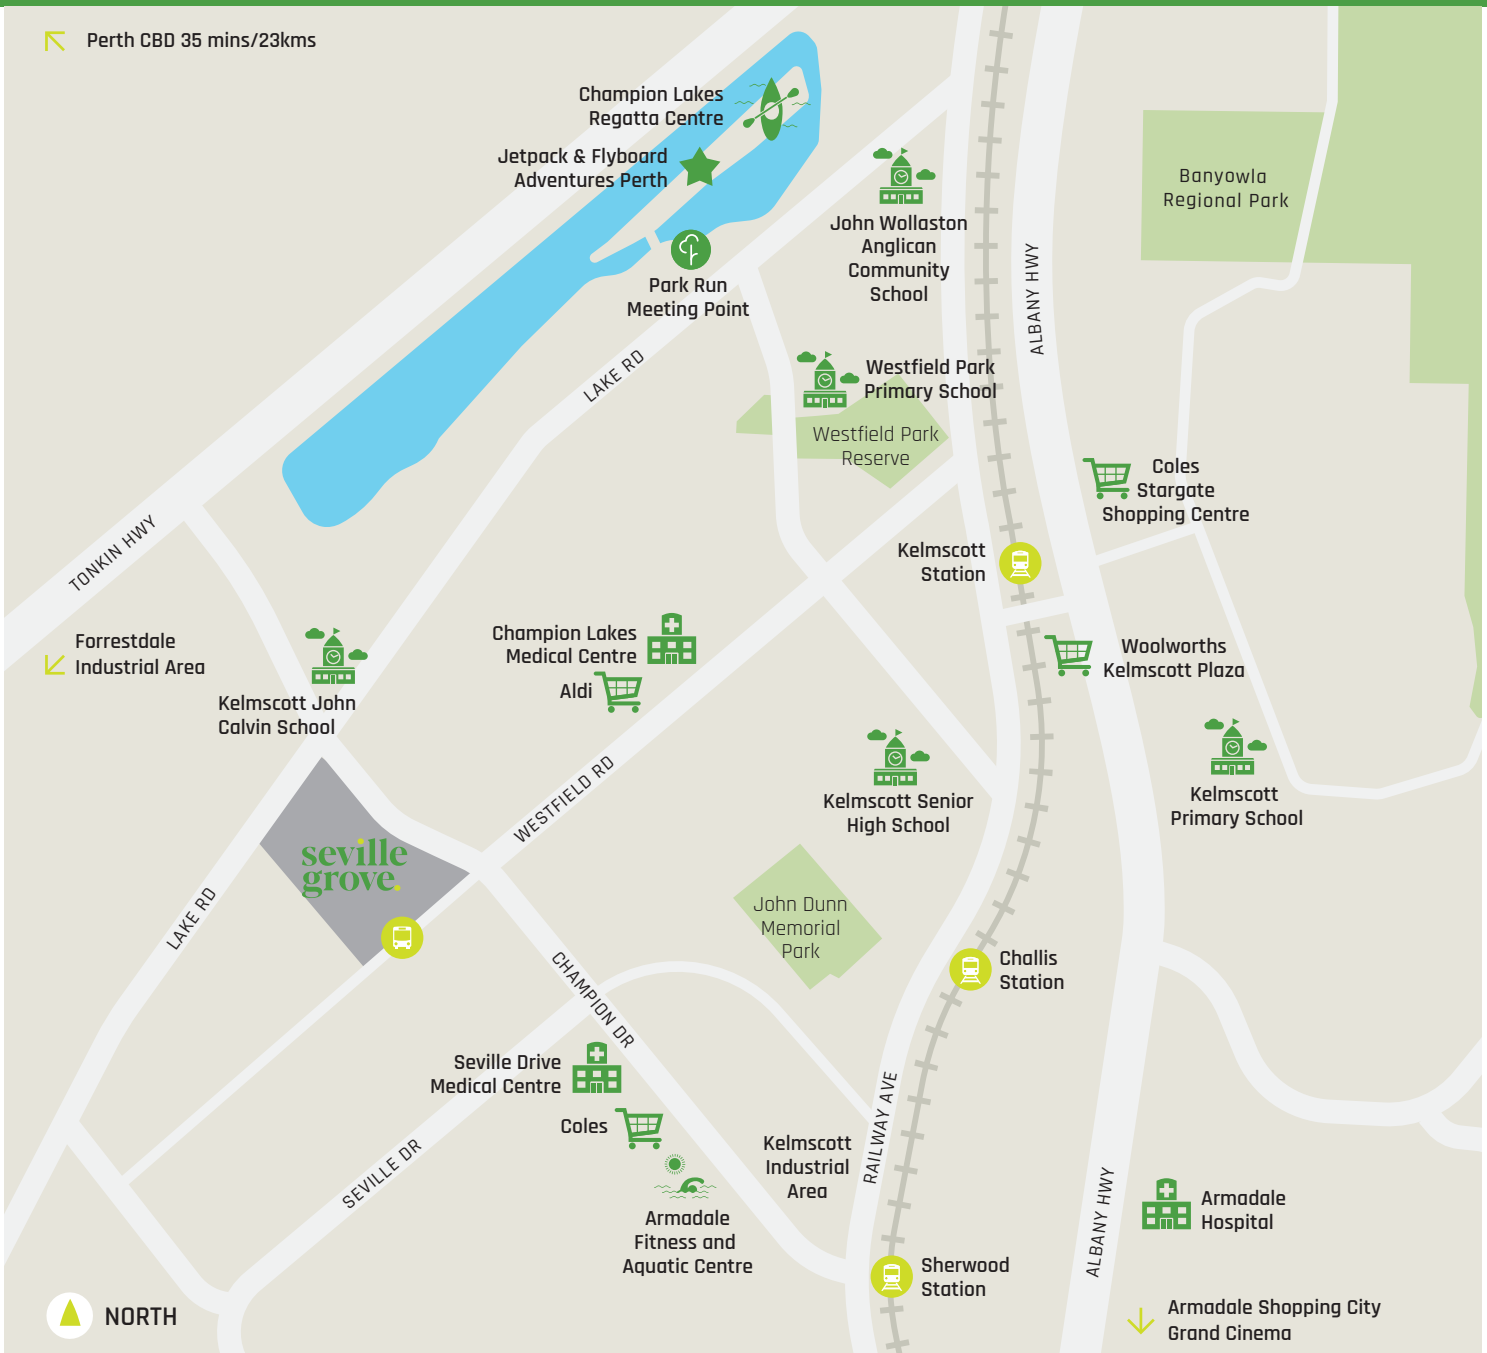 Perth CBD 35 mins/23kms
Champion Lakes
Regatta Centre
Jetpack & Flyboard
Adventures Perth
Park Run
Meeting Point
John Wollaston
Anglican
Community
School
Banyowla
Regional Park
ALBANY HWY
LAKE RD
Westfield Park
Primary School
Westfield Park
Reserve
Coles
Stargate
Shopping Centre
TONKIN HWY
Kelmscott
Station
Forrestdale
Industrial Area
Champion Lakes
Medical Centre
Aldi
Woolworths
Kelmscott Plaza
Kelmscott John
Calvin School
WESTFIELD RD
Kelmscott Senior
High School
Kelmscott
Primary School
seville
grove.
LAKE RD
John Dunn
Memorial
Park
CHAMPION DR
Challis
Station
Seville Drive
Medical Centre
Coles
SEVILLE DR
Kelmscott
Industrial
Area
RAILWAY AVE
Armadale
Fitness and
Aquatic Centre
ALBANY HWY
Armadale
Hospital
Sherwood
Station
NORTH
Armadale Shopping City
Grand Cinema